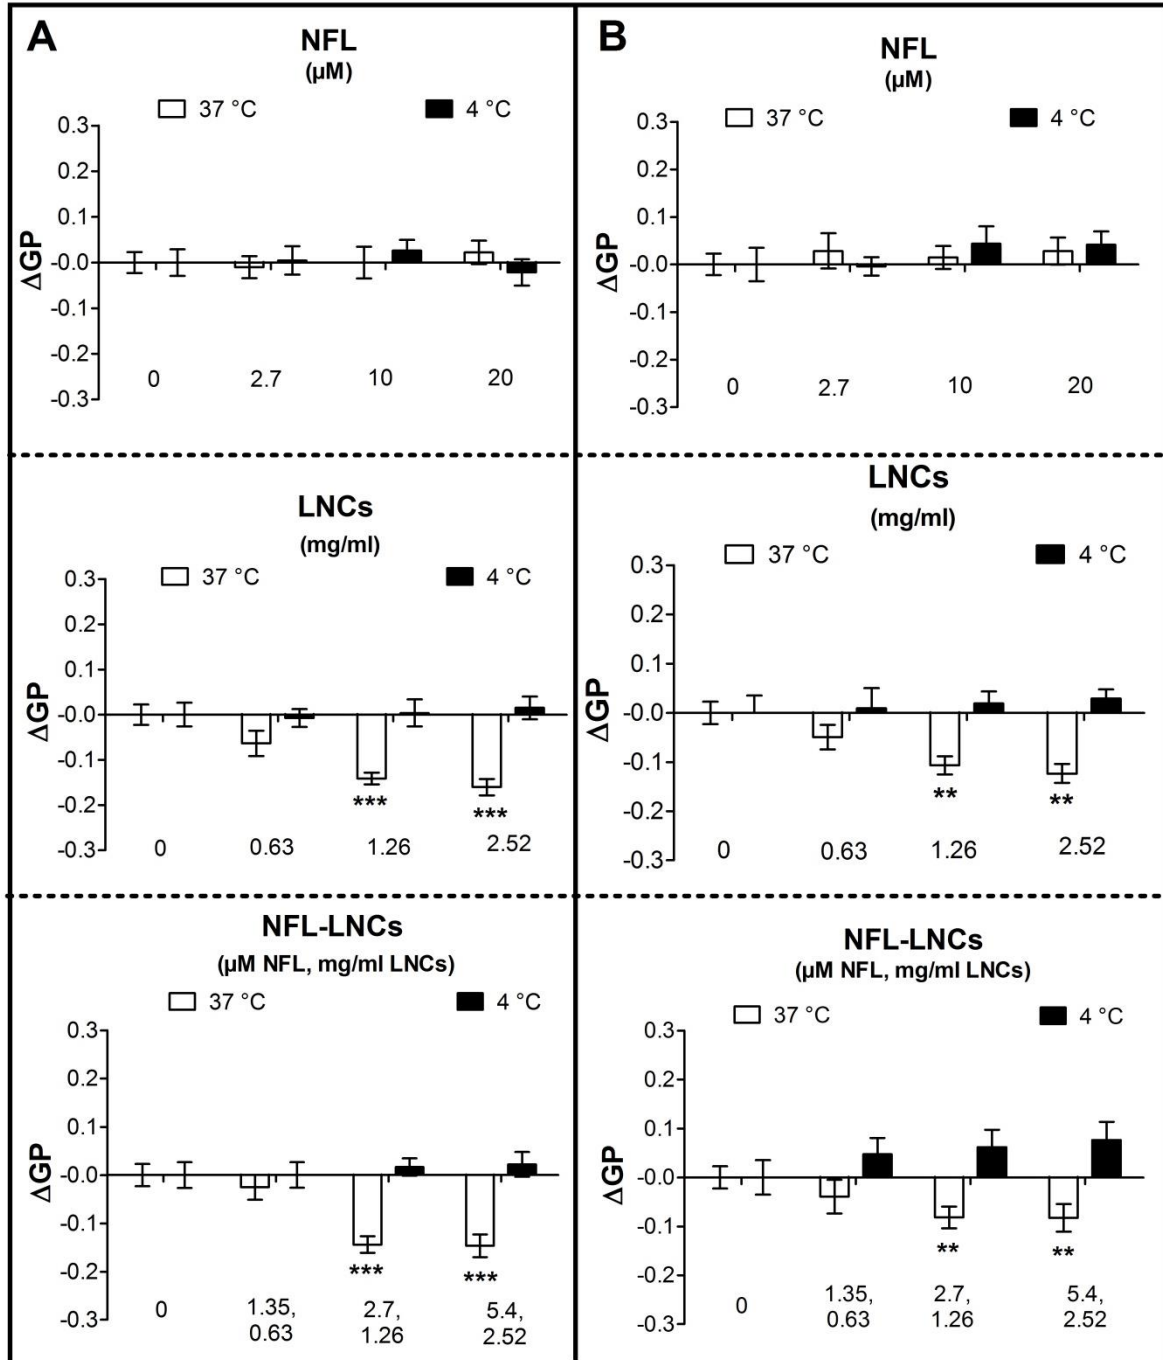 A
NFL
(µM)
37 °C
4 °C
0.3
0.2
0.1
-0.0
-0.1
-0.2
-0.3
ΔGP
0
2.7
10
20
B
NFL
(µM)
37 °C
4 °C
0.3
0.2
0.1
-0.0
-0.1
-0.2
-0.3
ΔGP
0
2.7
10
20
LNCs
(mg/ml)
37 °C
4 °C
0.3
0.2
0.1
-0.0
-0.1
-0.2
-0.3
ΔGP
***
***
0
0.63
1.26
2.52
LNCs
(mg/ml)
37 °C
4 °C
0.3
0.2
0.1
-0.0
-0.1
-0.2
-0.3
ΔGP
**
**
0
0.63
1.26
2.52
NFL-LNCs
(µM NFL, mg/ml LNCs)
37 °C
4 °C
0.3
0.2
0.1
-0.0
-0.1
-0.2
-0.3
ΔGP
***
***
0
1.35,
0.63
2.7,
1.26
5.4,
2.52
NFL-LNCs
(µM NFL, mg/ml LNCs)
37 °C
4 °C
0.3
0.2
0.1
-0.0
-0.1
-0.2
-0.3
ΔGP
**
**
0
1.35,
0.63
2.7,
1.26
5.4,
2.52